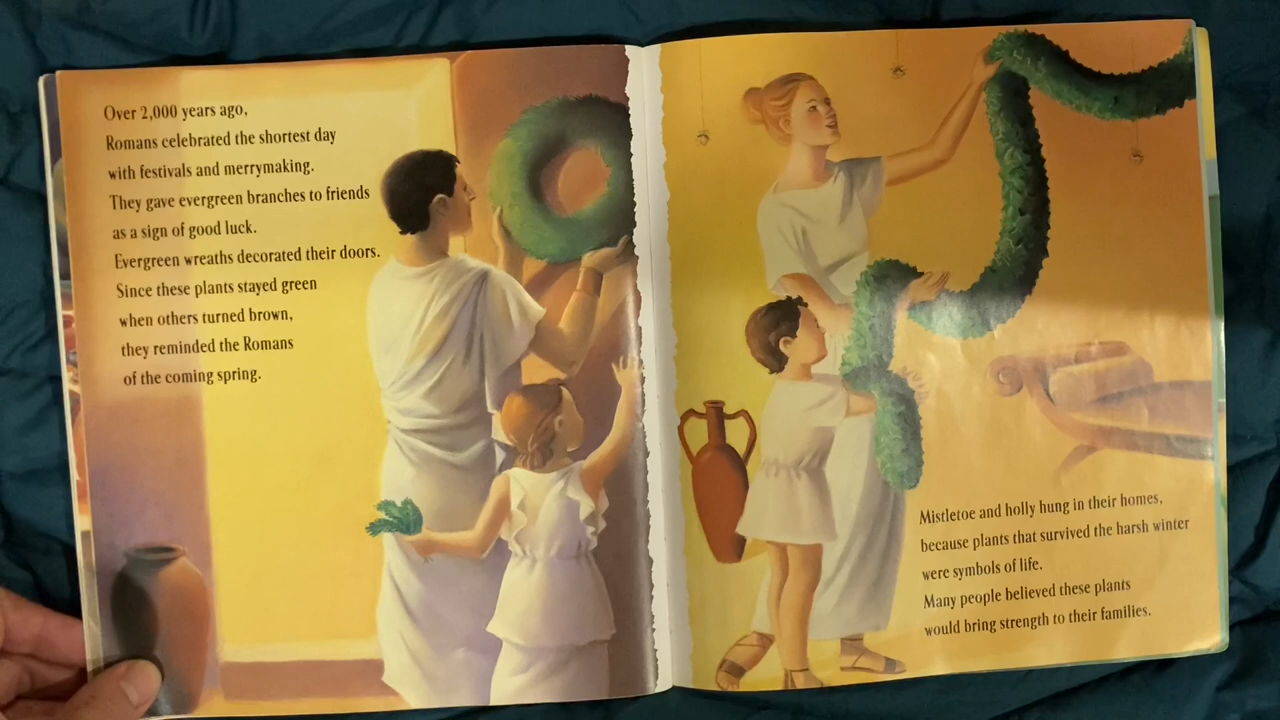 Over 2,000 years ago,
Romans celebrated the shortest day
with festivals and merrymaking.
They gave evergreen branches to friends
as a sign of good luck.
Evergreen wreaths decorated their doors.
Since these plants stayed green
when others turned brown,
they reminded the Romans
of the coming spring.
Mistletoe and holly hung in their homes,
because plants that survived the harsh winter
were symbols of life.
Many people believed these plants
would bring strength to their families.